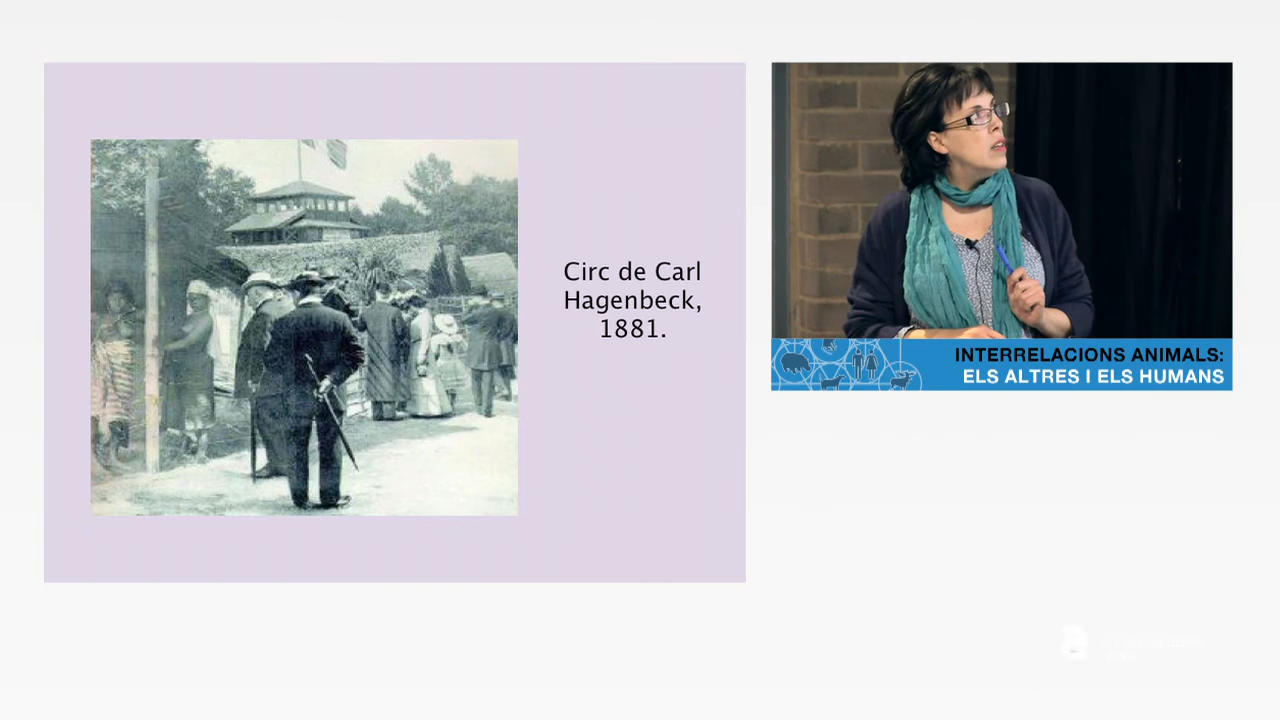 Circ de Carl
Hagenbeck,
1881.
INTERRELACIONS ANIMALS:
ELS ALTRES I ELS HUMANS